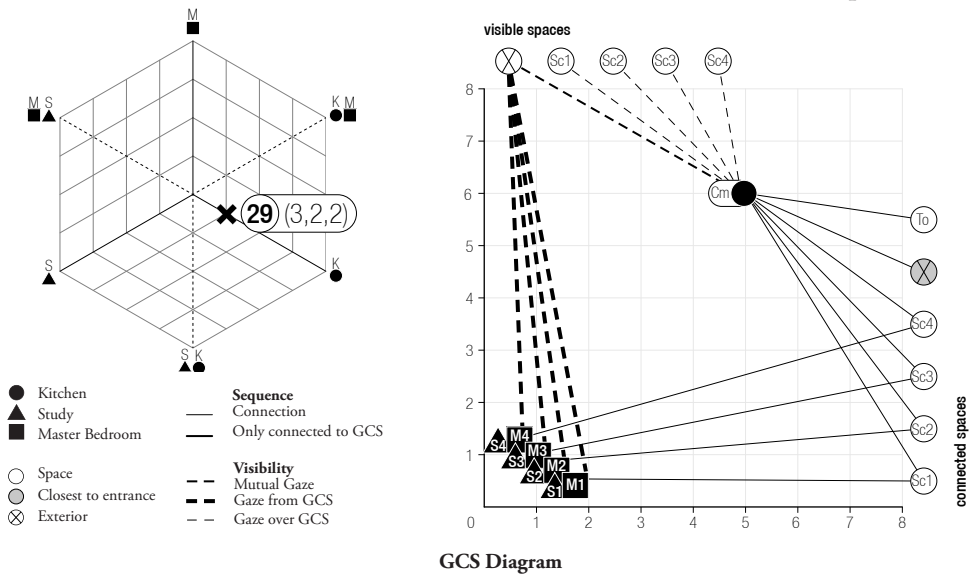 M
M S
K M
29 (3,2,2)
S
K
S K
Kitchen
Study
Master Bedroom
Space
Closest to entrance
Exterior
Sequence
Connection
Only connected to GCS
Visibility
Mutual Gaze
Gaze from GCS
Gaze over GCS
visible spaces
Sc1 Sc2 Sc3 Sc4
8
7
6
5
4
3
2
1
0 1 2 3 4 5 6 7 8
Cm
To
Sc4
Sc3
Sc2
Sc1
S4 M4
S3 M3
S2 M2
S1 M1
connected spaces
GCS Diagram